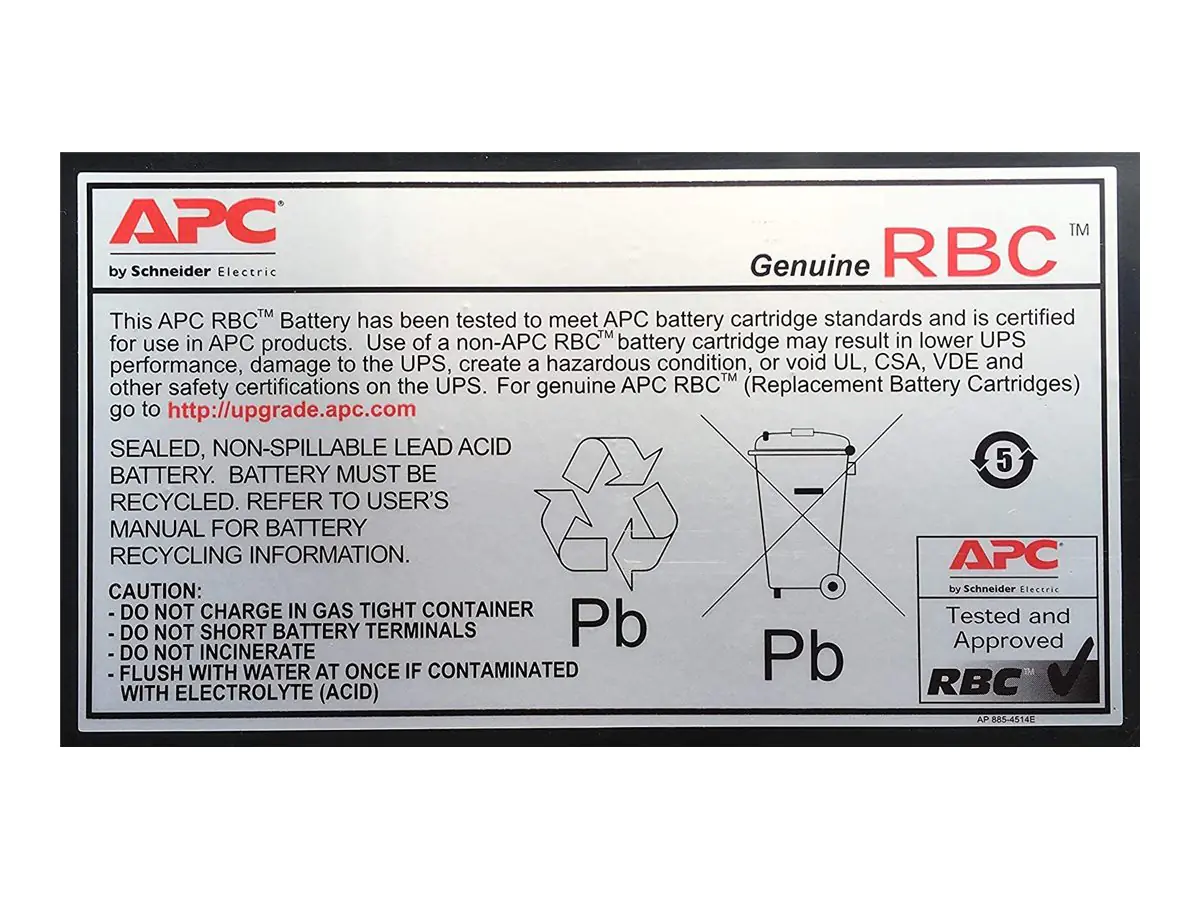 APC®
by Schneider Electric
Genuine RBC™
This APC RBC™ Battery has been tested to meet APC battery cartridge standards and is certified
for use in APC products. Use of a non-APC RBC™ battery cartridge may result in lower UPS
performance, damage to the UPS, create a hazardous condition, or void UL, CSA, VDE and
other safety certifications on the UPS. For genuine APC RBC™ (Replacement Battery Cartridges)
go to http://upgrade.apc.com
SEALED, NON-SPILLABLE LEAD ACID
BATTERY. BATTERY MUST BE
RECYCLED. REFER TO USER'S
MANUAL FOR BATTERY
RECYCLING INFORMATION.
CAUTION:
- DO NOT CHARGE IN GAS TIGHT CONTAINER
- DO NOT SHORT BATTERY TERMINALS
- DO NOT INCINERATE
- FLUSH WITH WATER AT ONCE IF CONTAMINATED
WITH ELECTROLYTE (ACID)
Pb
Pb
5
APC®
by Schneider Electric
Tested and
Approved
RBC™
AP 885-4514E